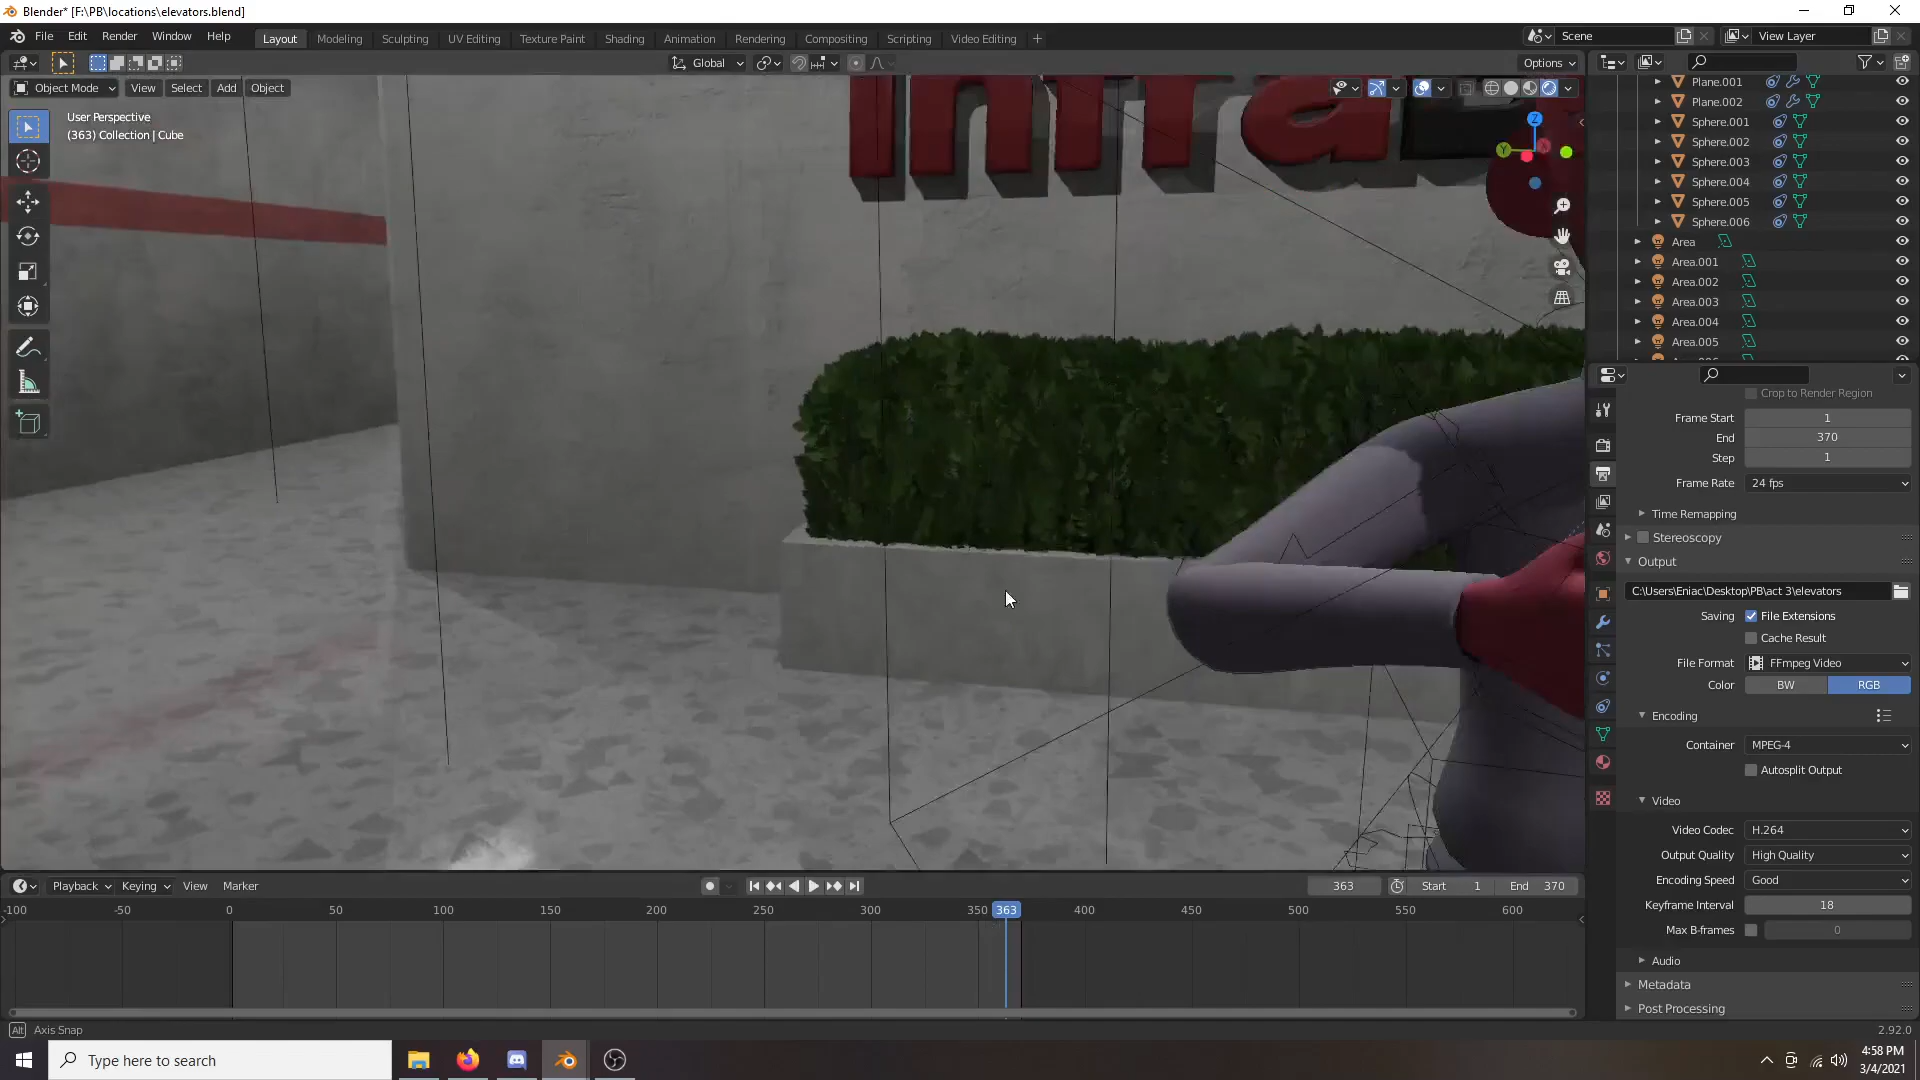 Blender* [F:\PB\locations\elevators.blend]
File Edit Render Window Help
Layout Modeling Sculpting UV Editing Texture Paint Shading Animation Rendering Compositing Scripting Video Editing +
Scene
View Layer
Global
Options
Object Mode View Select Add Object
User Perspective
(363) Collection | Cube
Infra
Z
Y
Plane.001
Plane.002
Sphere.001
Sphere.002
Sphere.003
Sphere.004
Sphere.005
Sphere.006
Area
Area.001
Area.002
Area.003
Area.004
Area.005
Crop to Render Region
Frame Start 1
End 370
Step 1
Frame Rate 24 fps
Time Remapping
Stereoscopy
Output
C:\Users\Eniac\Desktop\PB\act 3\elevators
Saving File Extensions
Cache Result
File Format FFmpeg Video
Color BW RGB
Encoding
Container MPEG-4
Autosplit Output
Video
Video Codec H.264
Output Quality High Quality
Encoding Speed Good
Keyframe Interval 18
Max B-frames 0
Audio
Metadata
Post Processing
Playback Keying View Marker
363 Start 1 End 370
-100 -50 0 50 100 150 200 250 300 350 363 400 450 500 550 600
Alt Axis Snap
2.92.0
Type here to search
4:58 PM
3/4/2021